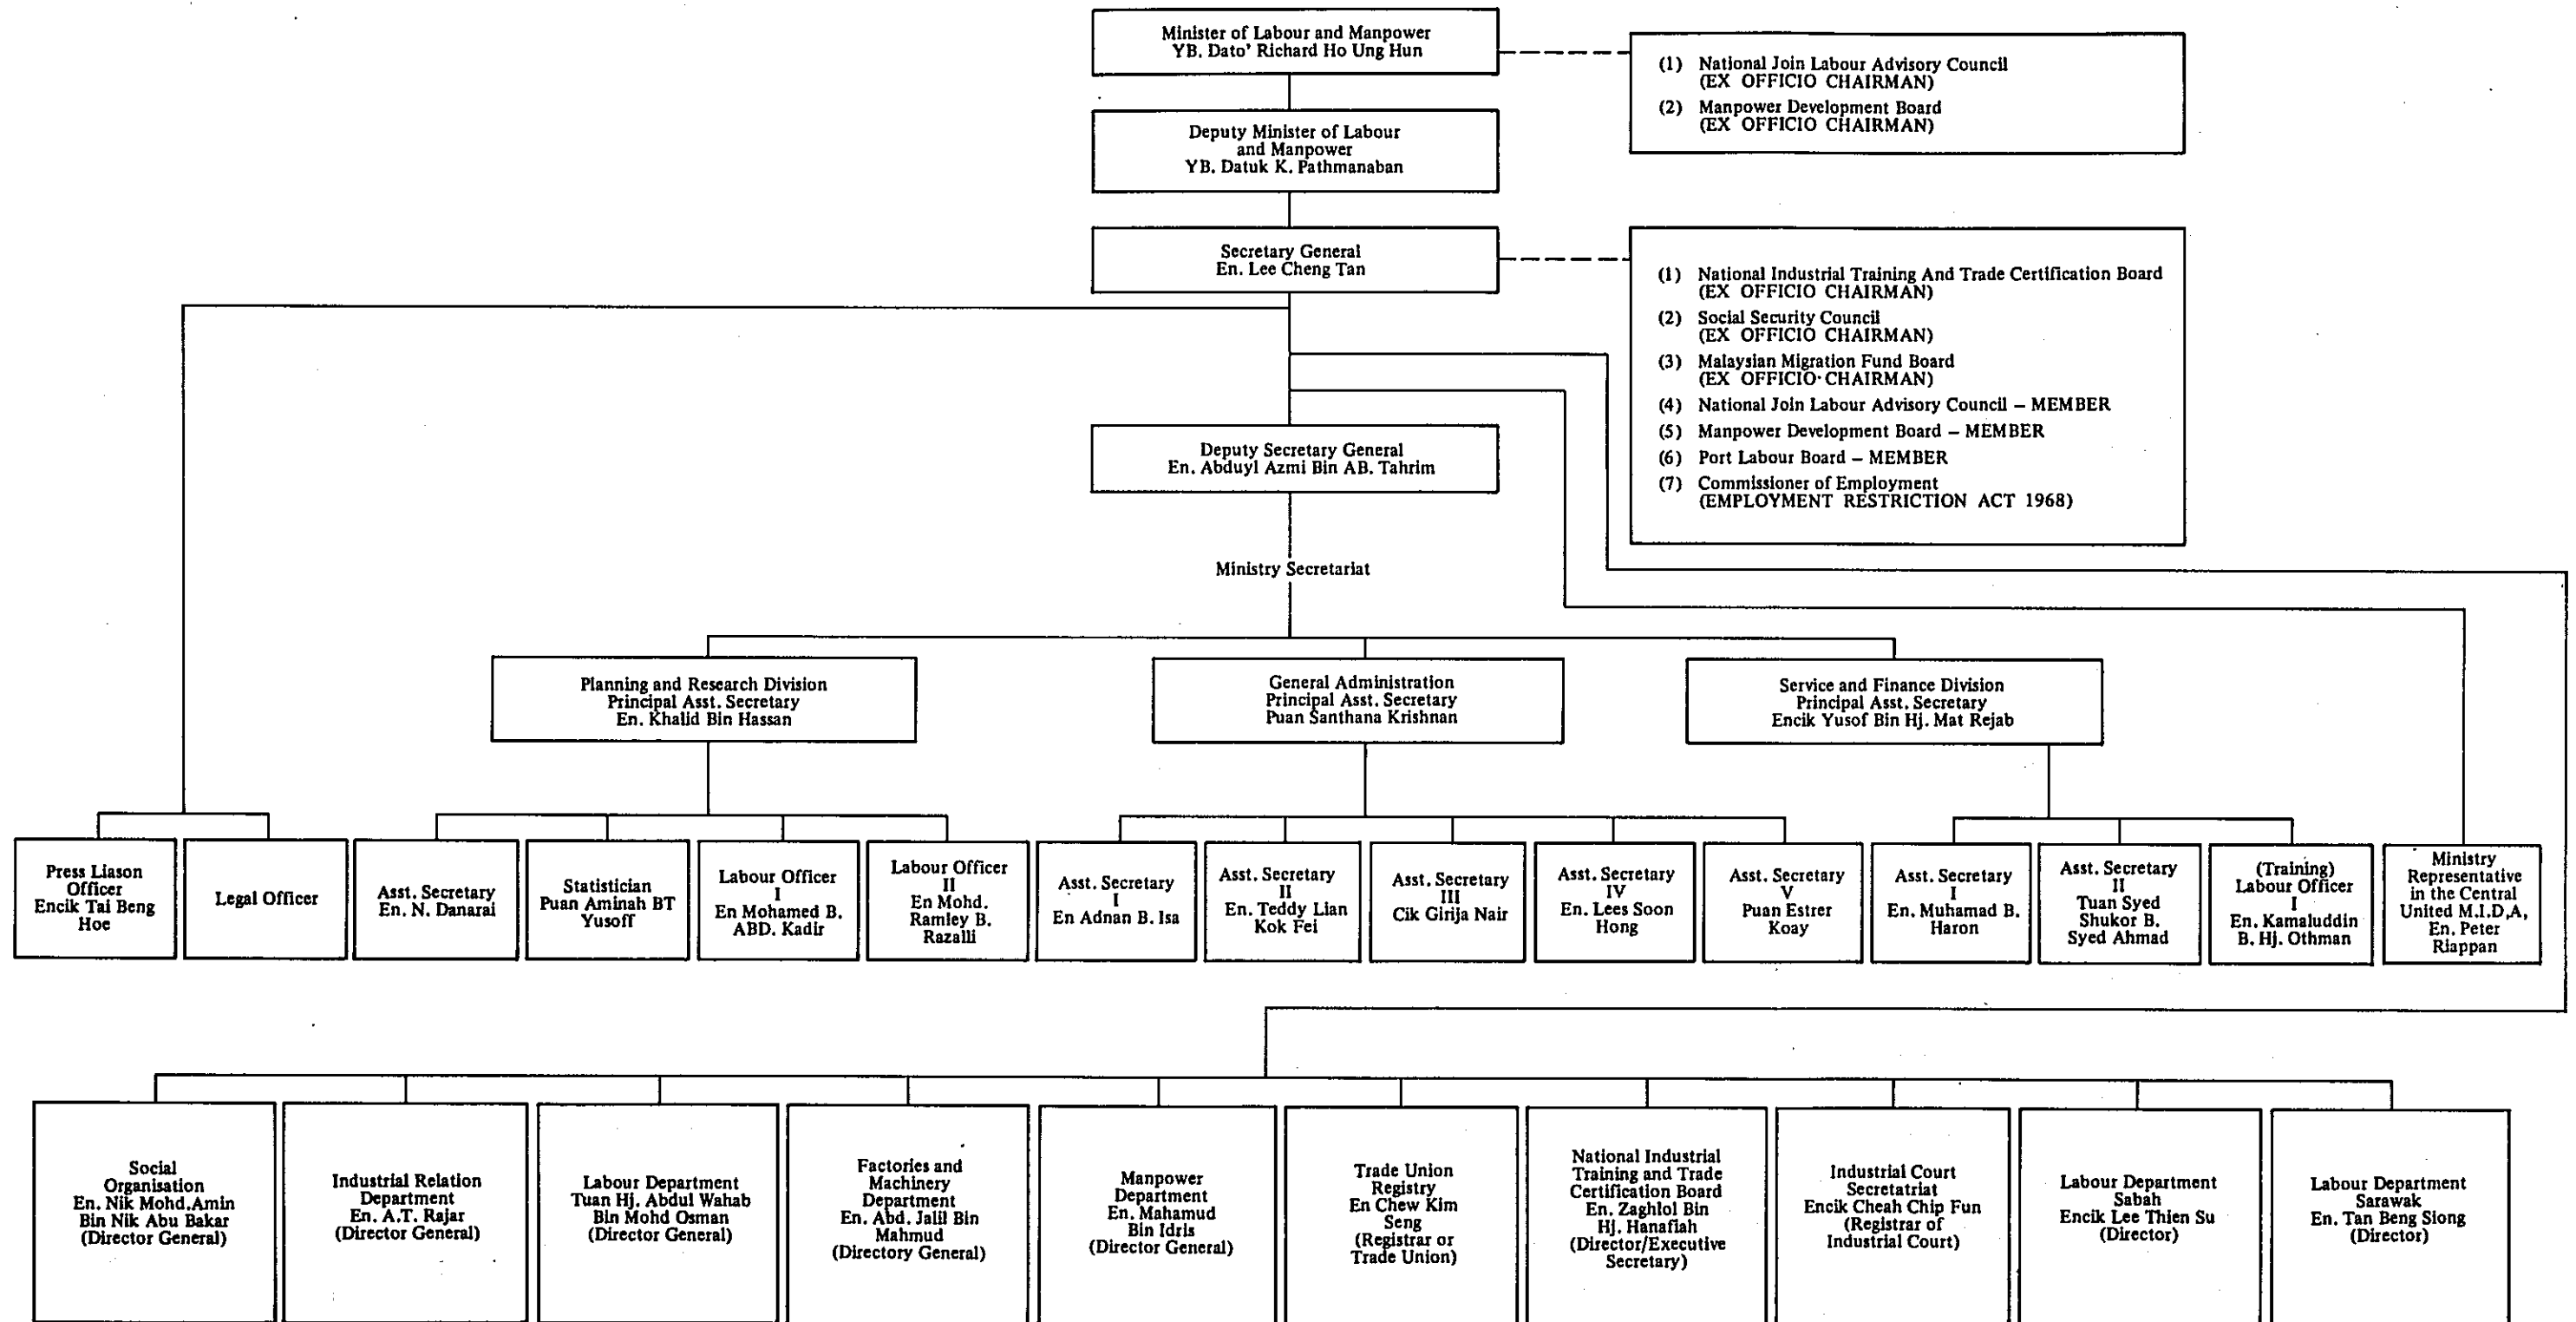 Minister of Labour and Manpower
YB. Dato' Richard Ho Ung Hun
(1) National Join Labour Advisory Council
(EX OFFICIO CHAIRMAN)
(2) Manpower Development Board
(EX OFFICIO CHAIRMAN)
Deputy Minister of Labour
and Manpower
YB. Datuk K. Pathmanaban
Secretary General
En. Lee Cheng Tan
(1) National Industrial Training And Trade Certification Board
(EX OFFICIO CHAIRMAN)
(2) Social Security Council
(EX OFFICIO CHAIRMAN)
(3) Malaysian Migration Fund Board
(EX OFFICIO CHAIRMAN)
(4) National Join Labour Advisory Council – MEMBER
(5) Manpower Development Board – MEMBER
(6) Port Labour Board – MEMBER
(7) Commissioner of Employment
(EMPLOYMENT RESTRICTION ACT 1968)
Deputy Secretary General
En. Abduyl Azmi Bin AB. Tahrim
Ministry Secretariat
Planning and Research Division
Principal Asst. Secretary
En. Khalid Bin Hassan
General Administration
Principal Asst. Secretary
Puan Santhana Krishnan
Service and Finance Division
Principal Asst. Secretary
Encik Yusof Bin Hj. Mat Rejab
Press Liason
Officer
Encik Tai Beng
Hoe
Legal Officer
Asst. Secretary
En. N. Danarai
Statistician
Puan Aminah BT
Yusoff
Labour Officer
I
En Mohamed B.
ABD. Kadir
Labour Officer
II
En Mohd.
Ramley B.
Razalli
Asst. Secretary
I
En Adnan B. Isa
Asst. Secretary
II
En. Teddy Lian
Kok Fei
Asst. Secretary
III
Cik Girija Nair
Asst. Secretary
IV
En. Lees Soon
Hong
Asst. Secretary
V
Puan Estrer
Koay
Asst. Secretary
I
En. Muhamad B.
Haron
Asst. Secretary
II
Tuan Syed
Shukor B.
Syed Ahmad
(Training)
Labour Officer
I
En. Kamaluddin
B. Hj. Othman
Ministry
Representative
in the Central
United M.I.D.A,
En. Peter
Riappan
Social
Organisation
En. Nik Mohd.Amin
Bin Nik Abu Bakar
(Director General)
Industrial Relation
Department
En. A.T. Rajar
(Director General)
Labour Department
Tuan Hj. Abdul Wahab
Bin Mohd Osman
(Director General)
Factories and
Machinery
Department
En. Abd. Jalil Bin
Mahmud
(Directory General)
Manpower
Department
En. Mahamud
Bin Idris
(Director General)
Trade Union
Registry
En Chew Kim
Seng
(Registrar or
Trade Union)
National Industrial
Training and Trade
Certification Board
En. Zaghlol Bin
Hj. Hanafiah
(Director/Executive
Secretary)
Industrial Court
Secretatriat
Encik Cheah Chip Fun
(Registrar of
Industrial Court)
Labour Department
Sabah
Encik Lee Thien Su
(Director)
Labour Department
Sarawak
En. Tan Beng Siong
(Director)